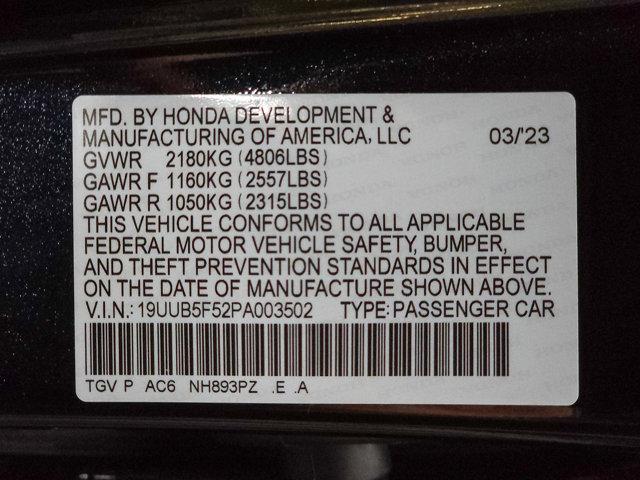 MFD. BY HONDA DEVELOPMENT &
MANUFACTURING OF AMERICA, LLC 03/'23
GVWR 2180KG (4806LBS)
GAWR F 1160KG (2557LBS)
GAWR R 1050KG (2315LBS)
THIS VEHICLE CONFORMS TO ALL APPLICABLE
FEDERAL MOTOR VEHICLE SAFETY, BUMPER,
AND THEFT PREVENTION STANDARDS IN EFFECT
ON THE DATE OF MANUFACTURE SHOWN ABOVE.
V.I.N.: 19UUB5F52PA003502 TYPE: PASSENGER CAR
TGV P AC6 NH893PZ .E .A